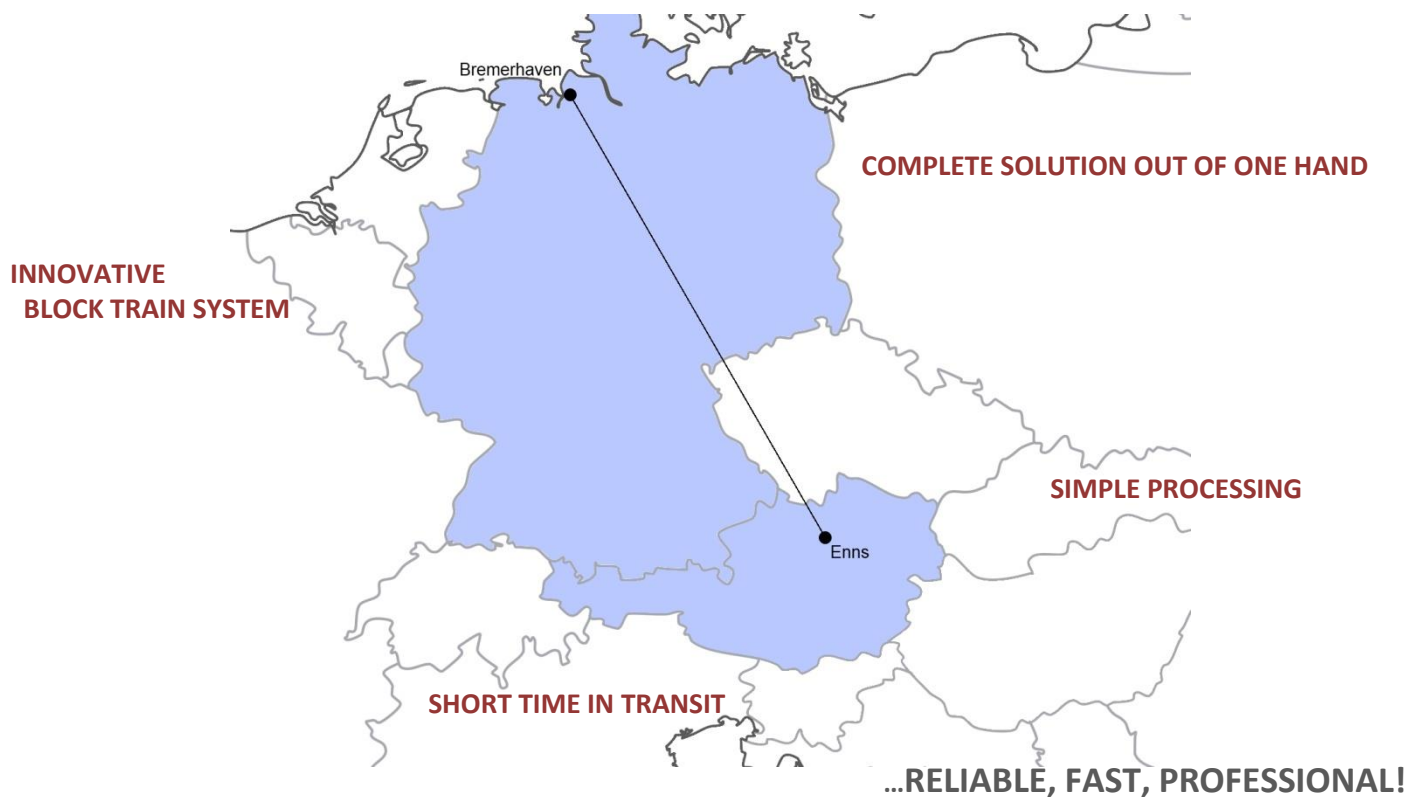 Bremerhaven
COMPLETE SOLUTION OUT OF ONE HAND
INNOVATIVE
BLOCK TRAIN SYSTEM
SIMPLE PROCESSING
Enns
SHORT TIME IN TRANSIT
...RELIABLE, FAST, PROFESSIONAL!